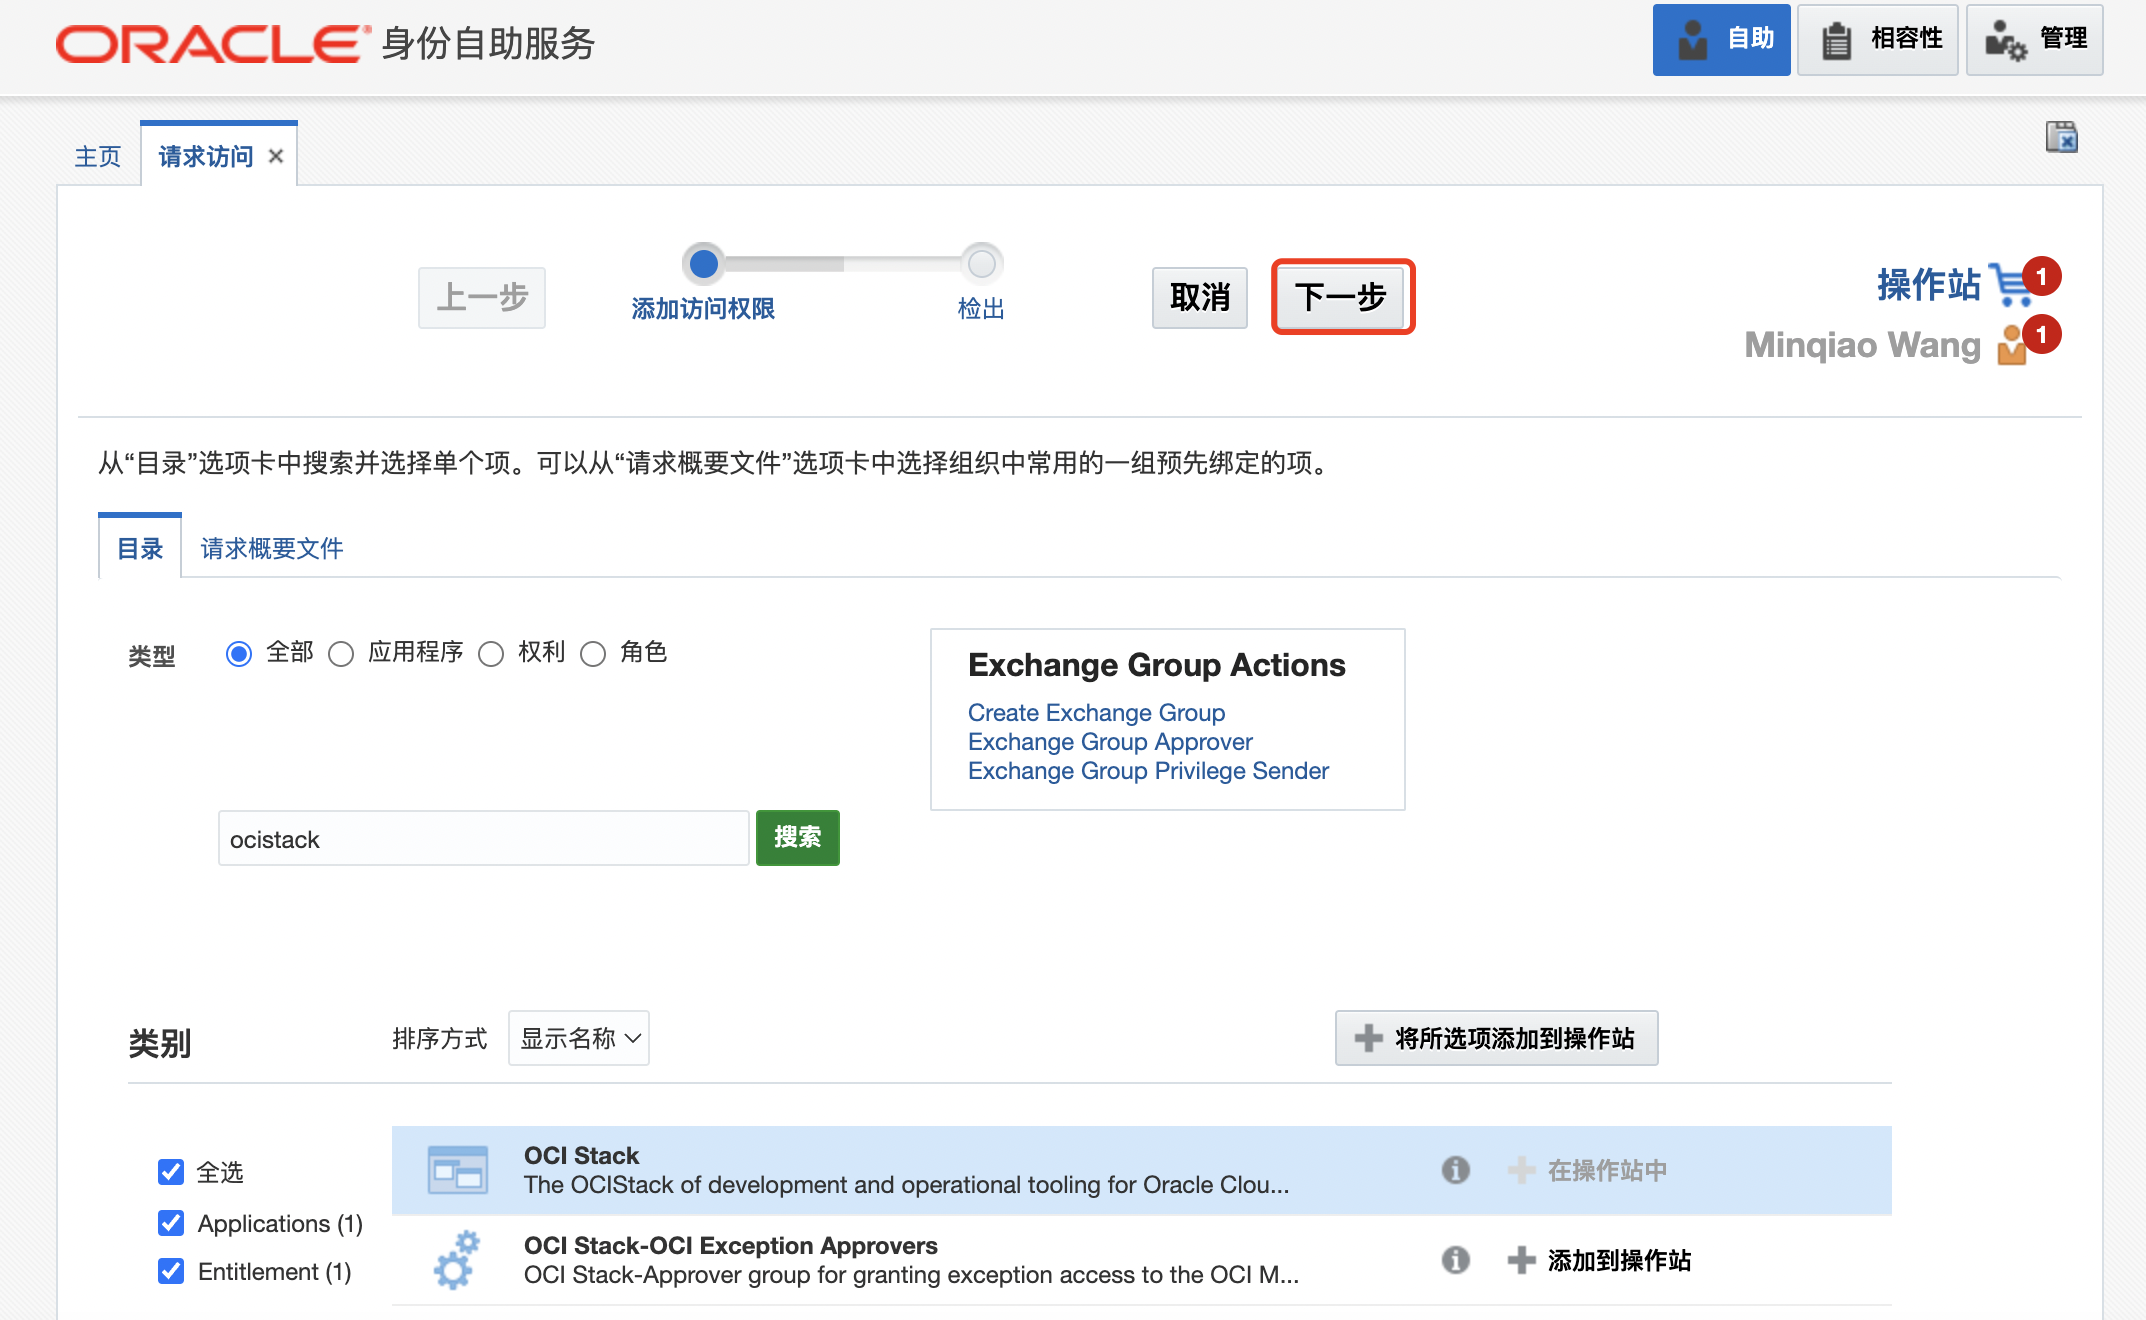 ORACLE® 身份自助服务
自助
相容性
管理
主页
请求访问
上一步
添加访问权限
检出
取消
下一步
操作站
1
Minqiao Wang
1
从“目录”选项卡中搜索并选择单个项。可以从“请求概要文件”选项卡中选择组织中常用的一组预先绑定的项。
目录
请求概要文件
类型
全部
应用程序
权利
角色
Exchange Group Actions
Create Exchange Group
Exchange Group Approver
Exchange Group Privilege Sender
ocistack
搜索
类别
排序方式
显示名称
将所选项添加到操作站
全选
Applications (1)
Entitlement (1)
OCI Stack
The OCIStack of development and operational tooling for Oracle Clou...
在操作站中
OCI Stack-OCI Exception Approvers
OCI Stack-Approver group for granting exception access to the OCI M...
添加到操作站